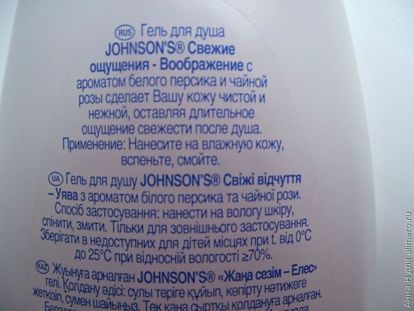 RUS Гель для душа
JOHNSON'S® Свежие
ощущения - Воображение с
ароматом белого персика и чайной
розы сделает Вашу кожу чистой и
нежной, оставляя длительное
ощущение свежести после душа.
Применение: Нанесите на влажную кожу,
вспеньте, смойте.
UA Гель для душу JOHNSON'S® Свіжі відчуття
– Уява з ароматом білого персика та чайної рози.
Спосіб застосування: нанести на вологу шкіру,
спінити, змити. Тільки для зовнішнього застосування.
Зберігати в недоступних для дітей місцях при t. від 0°C
до 25°C при відносній вологості ≥70%.
KAZ Жуынуға арналған JOHNSON'S® «Жаңа сезім – Елес»
гелі. Қолдану әдісі: сулы теріге құйып, көпірту нәтижеге
жеткізіп, сумен шайыңыз. Тек қана сыртқы қолдануға арналған.